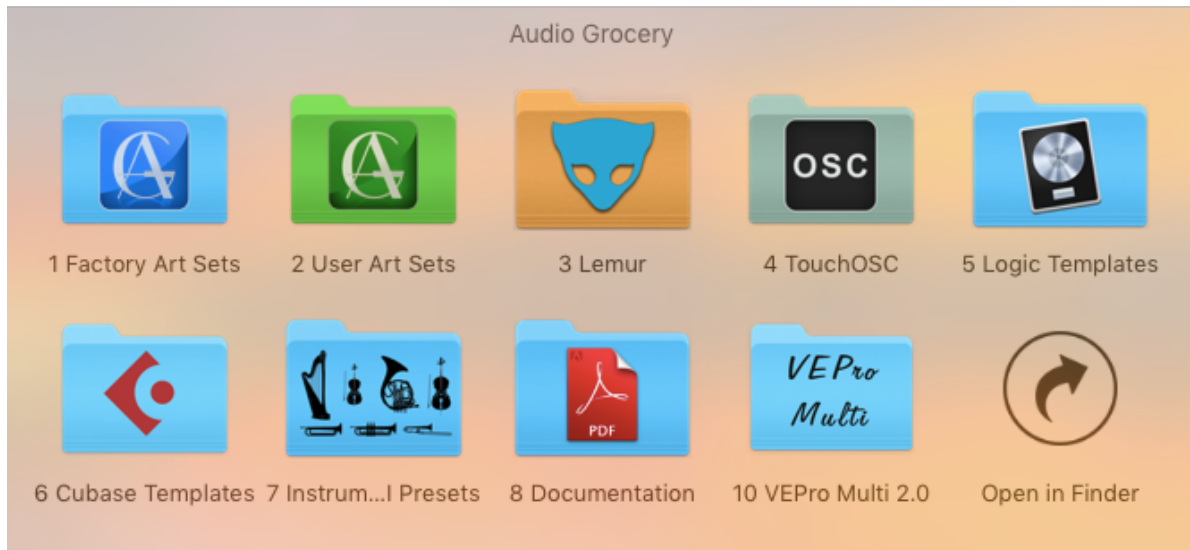 Audio Grocery
OSC
1 Factory Art Sets
2 User Art Sets
3 Lemur
4 TouchOSC
5 Logic Templates
VEPro
Multi
PDF
6 Cubase Templates
7 Instrum...l Presets
8 Documentation
10 VEPro Multi 2.0
Open in Finder